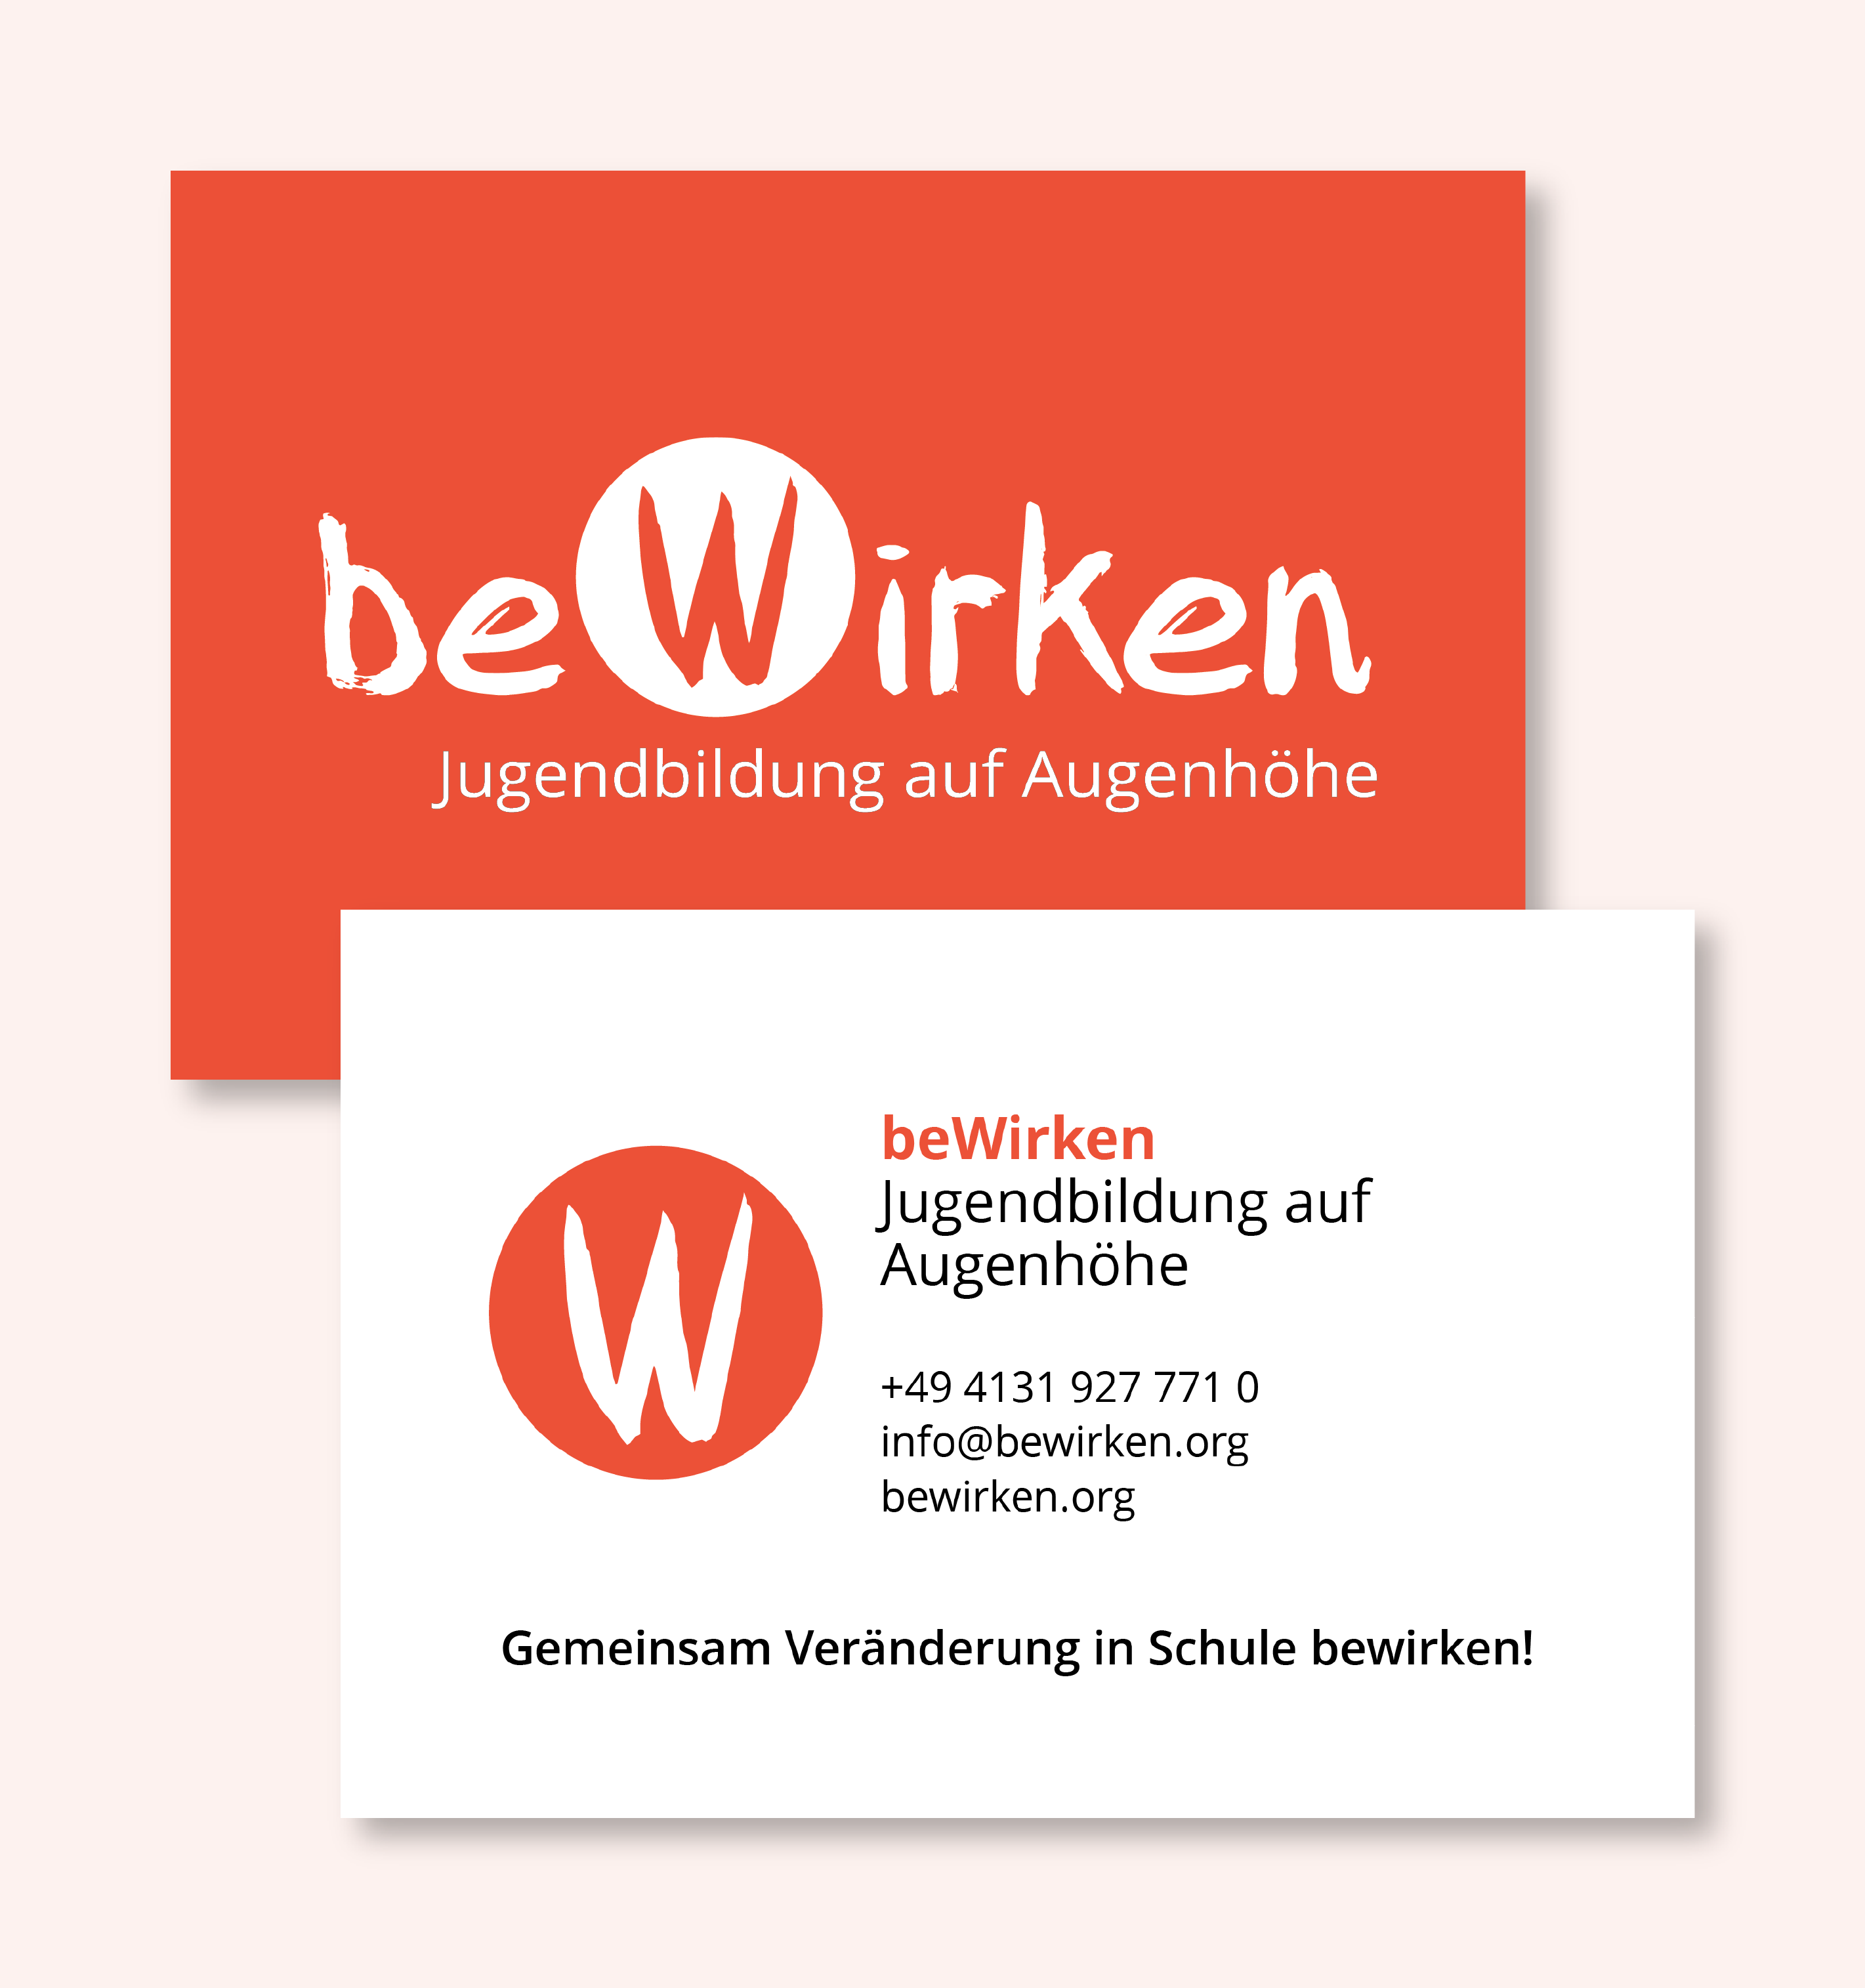 beWirken
Jugendbildung auf Augenhöhe
W
beWirken
Jugendbildung auf
Augenhöhe
+49 4131 927 771 0
info@bewirken.org
bewirken.org
Gemeinsam Veränderung in Schule bewirken!